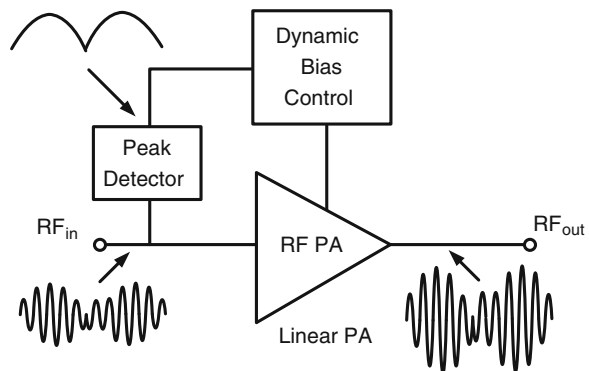 Dynamic
Bias
Control
Peak
Detector
RFin
RF PA
RFout
Linear PA